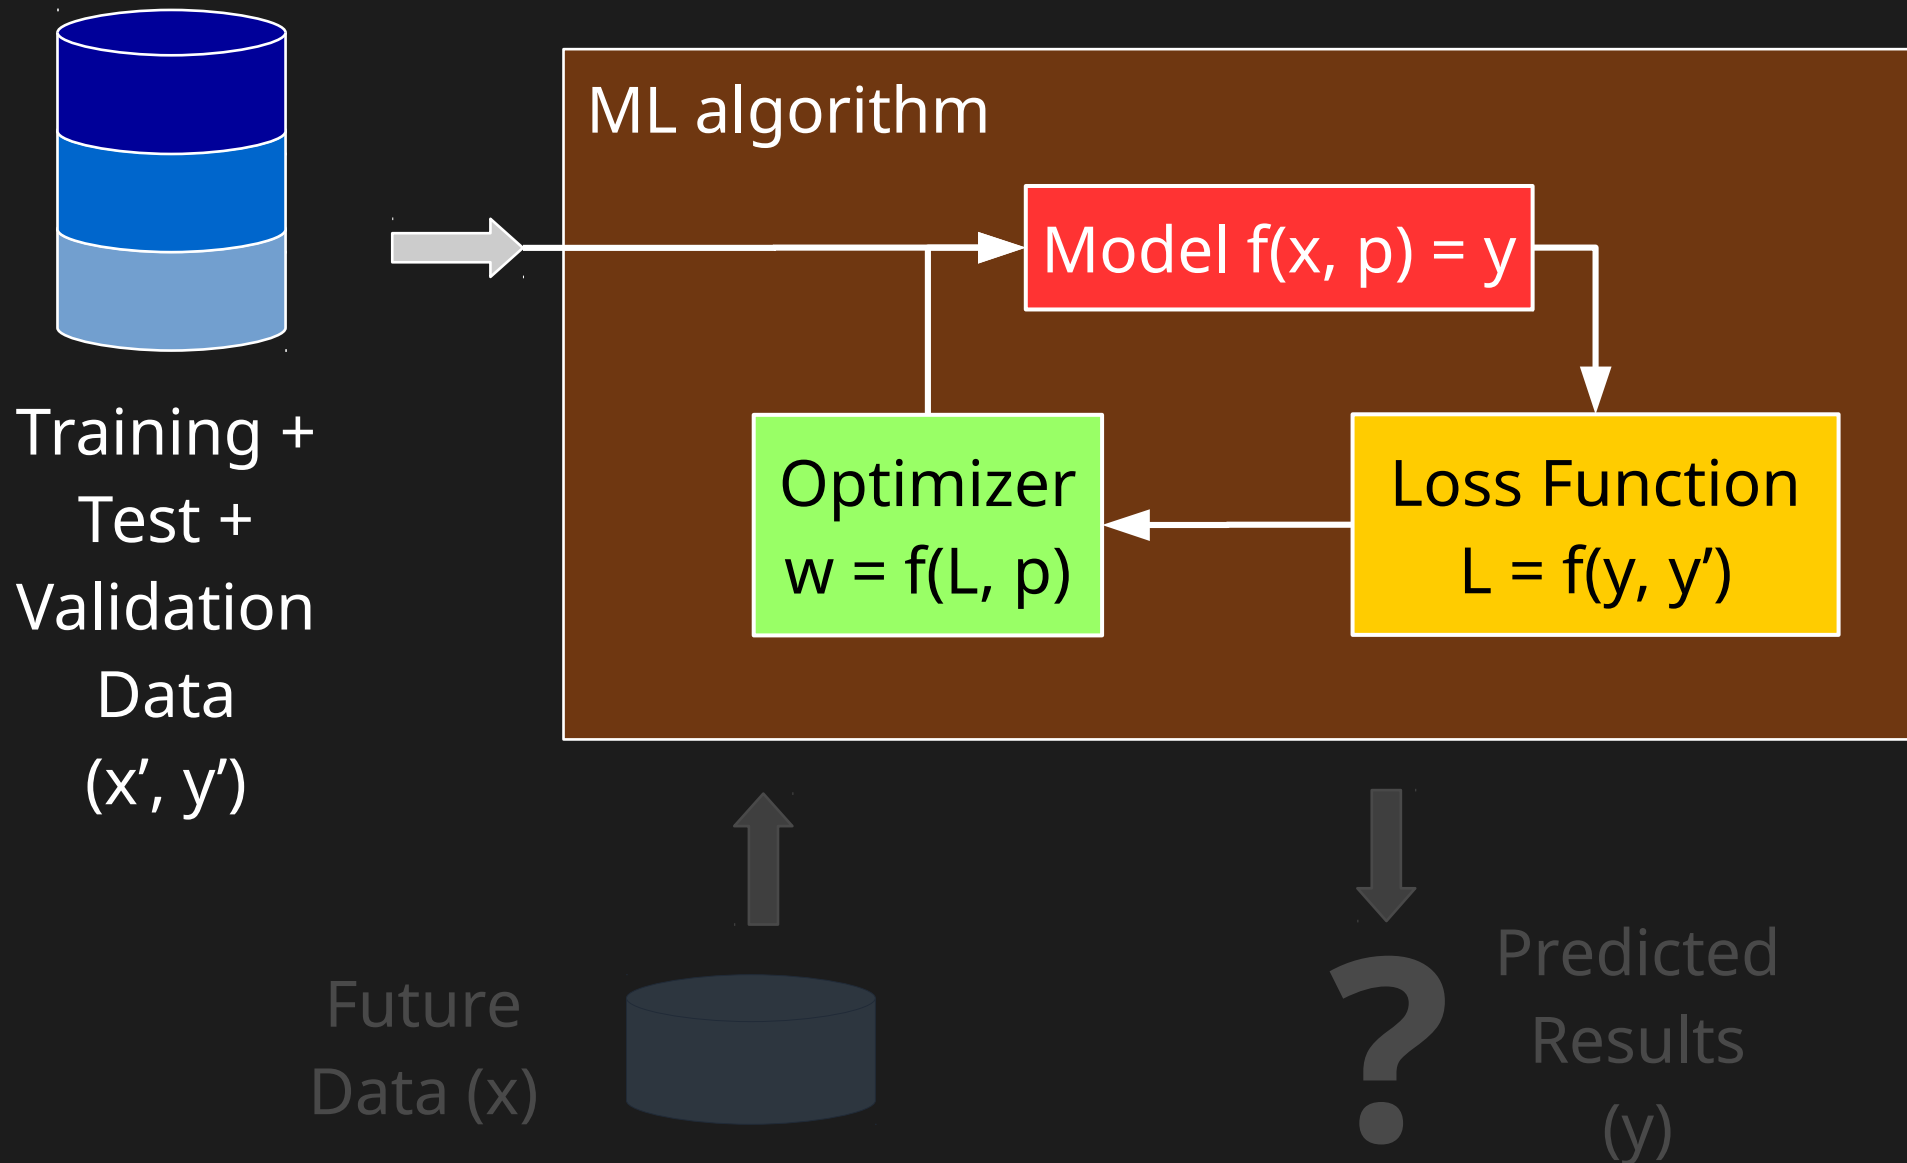 ML algorithm
Model f(x, p) = y
Training +
Test +
Validation
Data
(x’, y’)
Optimizer
w = f(L, p)
Loss Function
L = f(y, y’)
Future
Data (x)
?
Predicted
Results
(y)